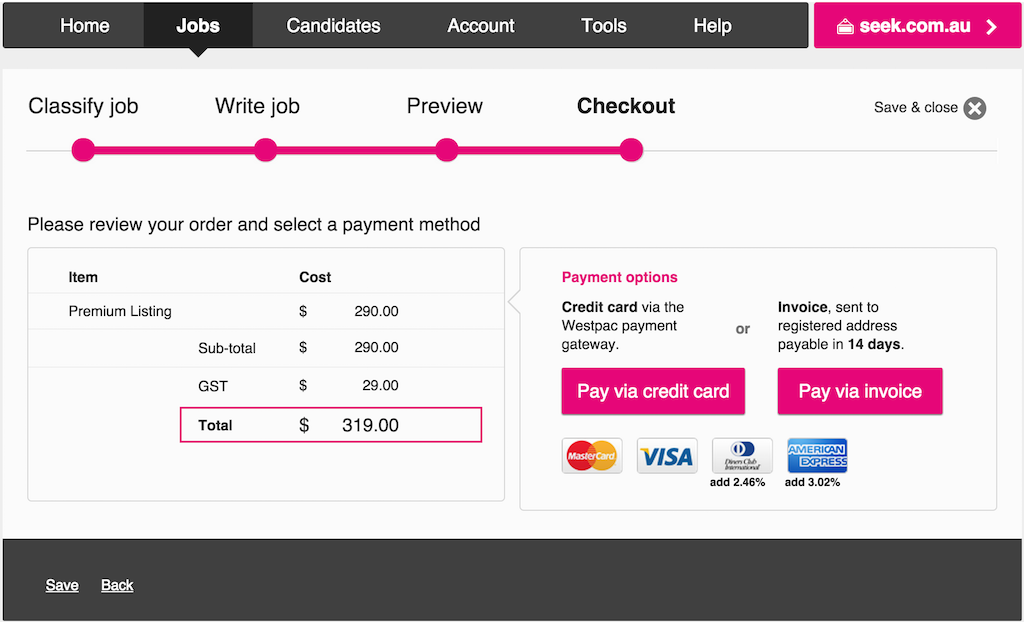 Home Jobs Candidates Account Tools Help seek.com.au
Classify job Write job Preview Checkout Save & close
Please review your order and select a payment method
Item Cost
Premium Listing $ 290.00
Sub-total $ 290.00
GST $ 29.00
Total $ 319.00
Payment options
Credit card via the
Westpac payment
gateway.
or
Invoice, sent to
registered address
payable in 14 days.
Pay via credit card Pay via invoice
MasterCard VISA Diners Club International AMERICAN EXPRESS
add 2.46% add 3.02%
Save Back